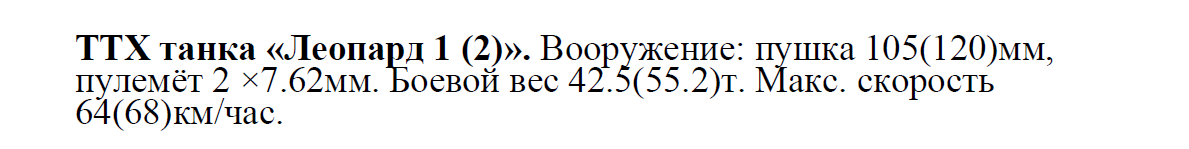 ТТХ танка «Леопард 1 (2)». Вооружение: пушка 105(120)мм,
пулемёт 2 ×7.62мм. Боевой вес 42.5(55.2)т. Макс. скорость
64(68)км/час.